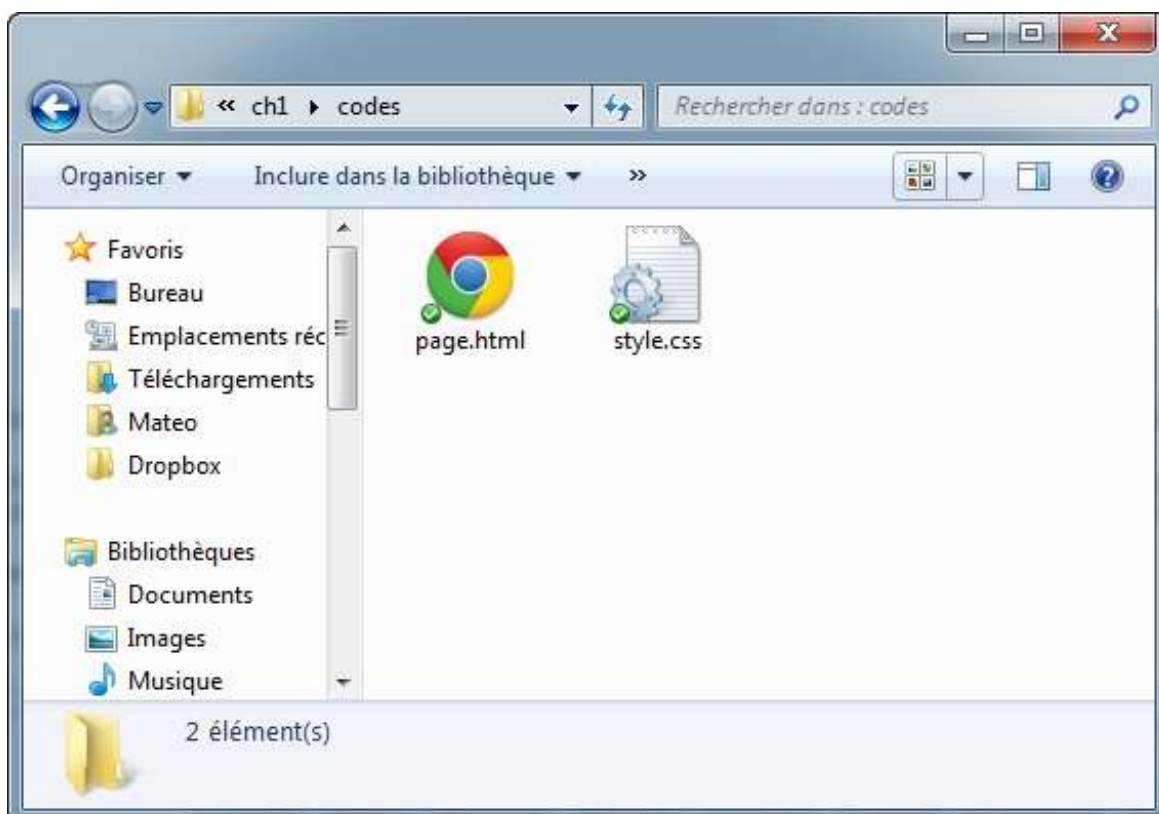 « ch1 ▸ codes
Rechercher dans : codes
Organiser
Inclure dans la bibliothèque
»
Favoris
Bureau
Emplacements réc
Téléchargements
Mateo
Dropbox
Bibliothèques
Documents
Images
Musique
page.html
style.css
2 élément(s)